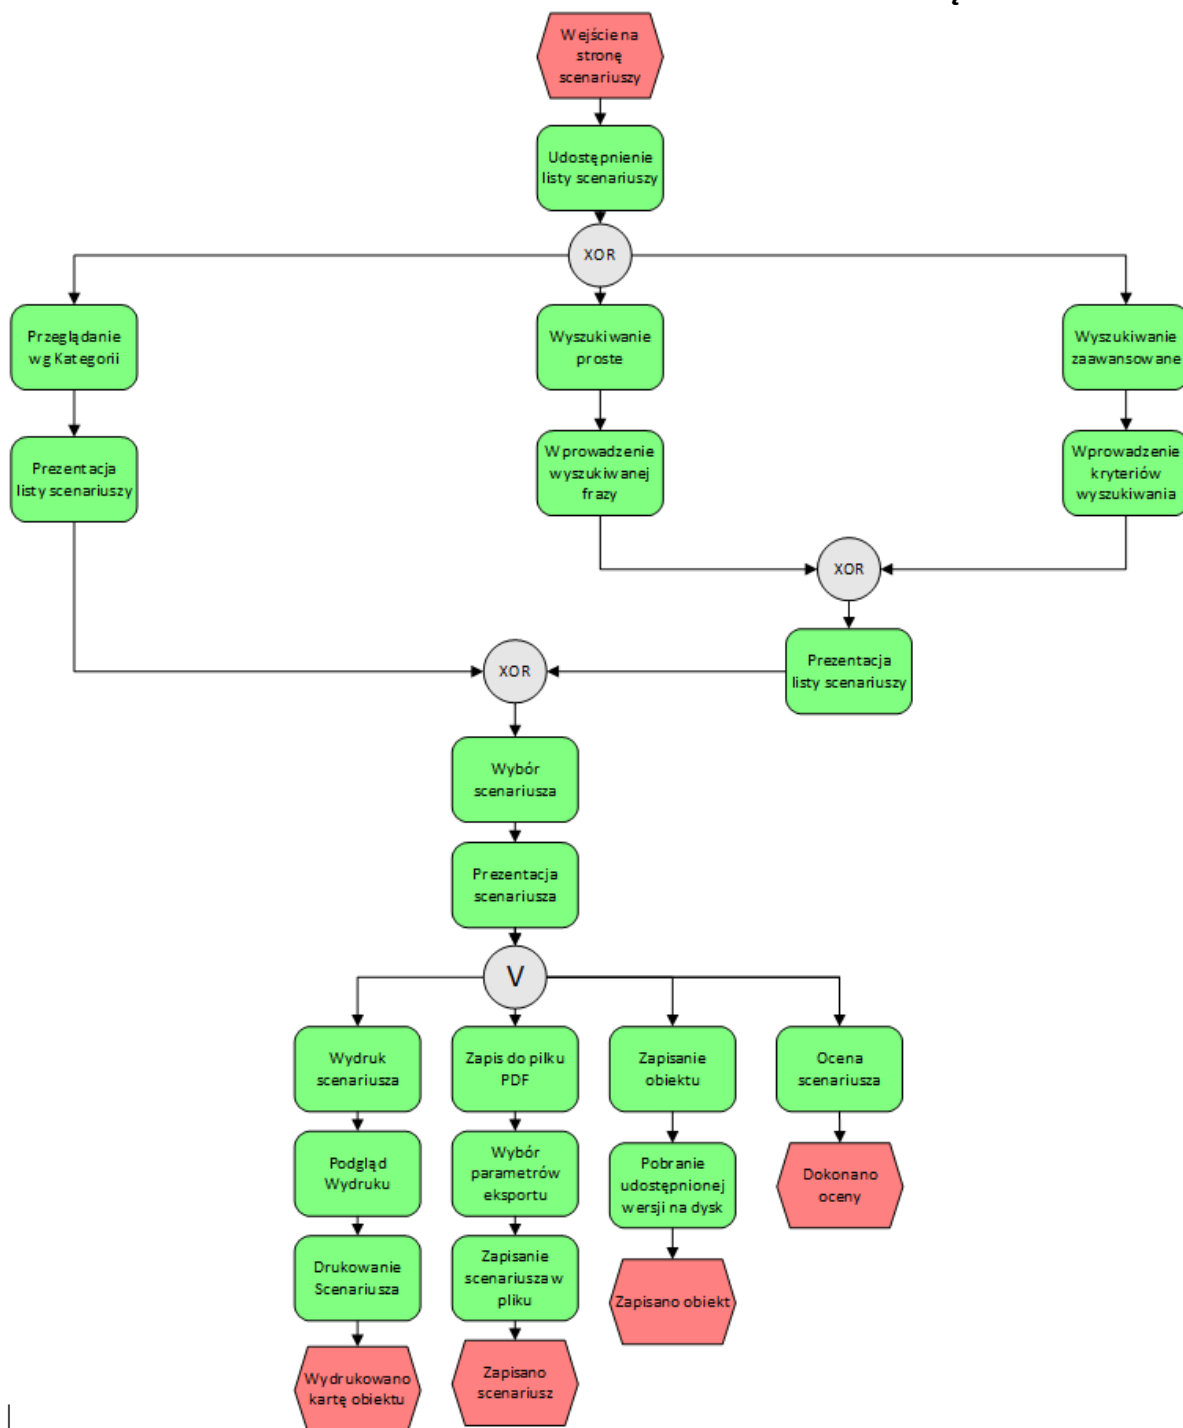 Wejście na
stronę
scenariuszy
Udostępnienie
listy scenariuszy
XOR
Przeglądanie
wg Kategorii
Wyszukiwanie
proste
Wyszukiwanie
zaawansowane
Prezentacja
listy scenariuszy
Wprowadzenie
wyszukiwanej
frazy
Wprowadzenie
kryteriów
wyszukiwania
XOR
XOR
Prezentacja
listy scenariuszy
Wybór
scenariusza
Prezentacja
scenariusza
V
Wydruk
scenariusza
Zapis do pilku
PDF
Zapisanie
obiektu
Ocena
scenariusza
Podgląd
Wydruku
Wybór
parametrów
eksportu
Pobranie
udostępnionej
wersji na dysk
Dokonano
oceny
Drukowanie
Scenariusza
Zapisanie
scenariusza w
pliku
Zapisano obiekt
Wydrukowano
kartę obiektu
Zapisano
scenariusz